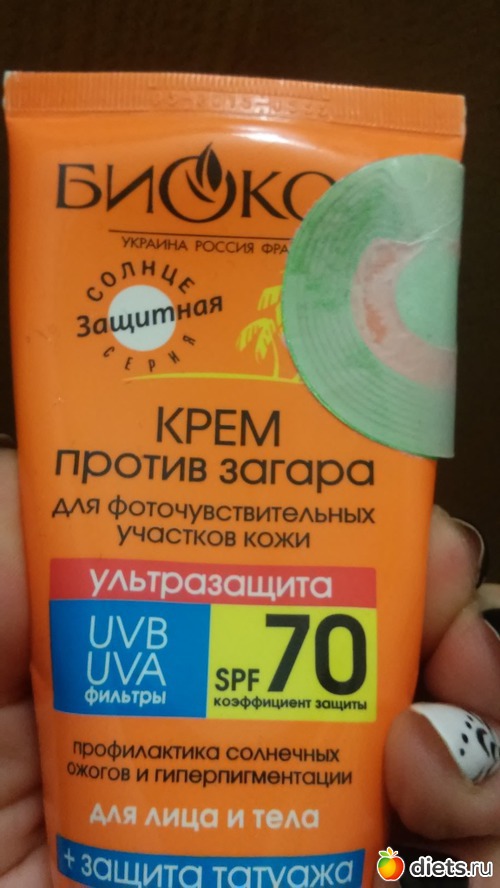 БИОКО
УКРАИНА РОССИЯ ФРА
СОЛНЦЕ
Защитная
СЕРИЯ
КРЕМ
против загара
для фоточувствительных
участков кожи
ультразащита
UVB
UVA
фильтры
SPF 70
коэффициент защиты
профилактика солнечных
ожогов и гиперпигментации
для лица и тела
+ защита татуажа
diets.ru